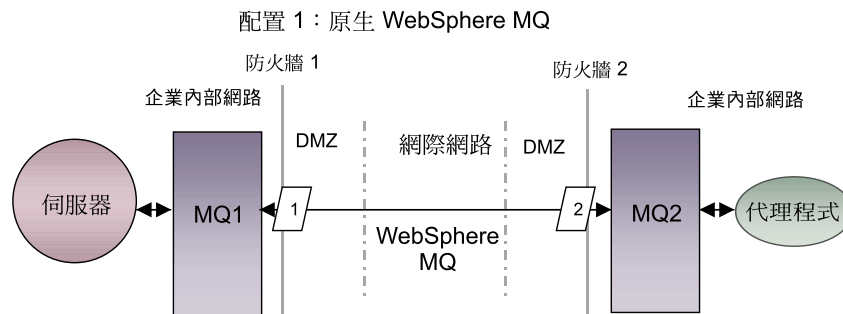 配置 1：原生 WebSphere MQ
防火牆 1
防火牆 2
企業內部網路
企業內部網路
DMZ
網際網路
DMZ
伺服器
MQ1
1
2
MQ2
代理程式
WebSphere
MQ